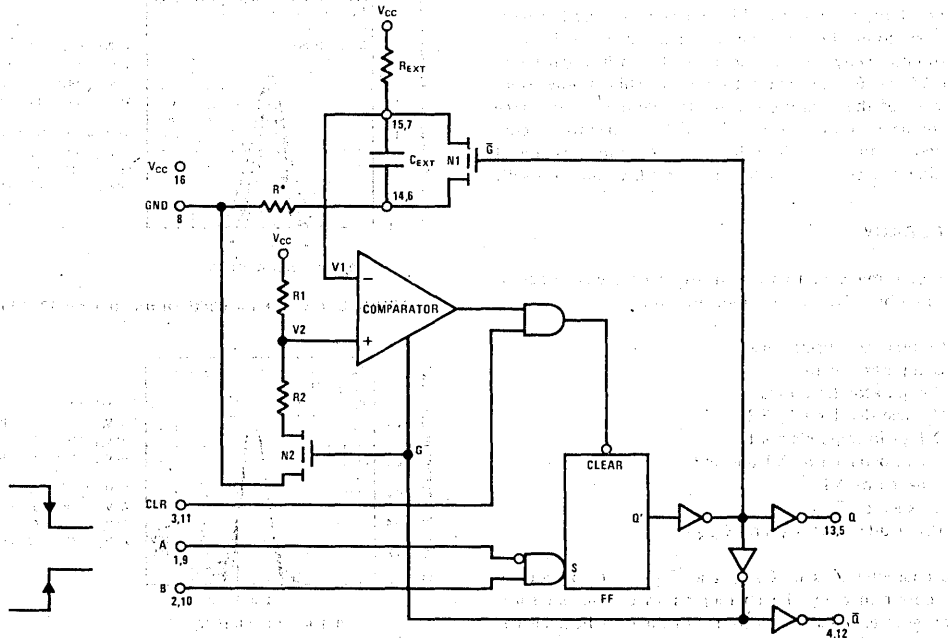 VCC
REXT
15,7
G̅
N1
CEXT
VCC
16
R*
14,6
GND
8
VCC
V1
−
R1
COMPARATOR
V2
+
R2
N2
G
CLEAR
CLR
3,11
Q'
Q
13,5
A
1,9
S
B
2,10
FF
Q̅
4,12